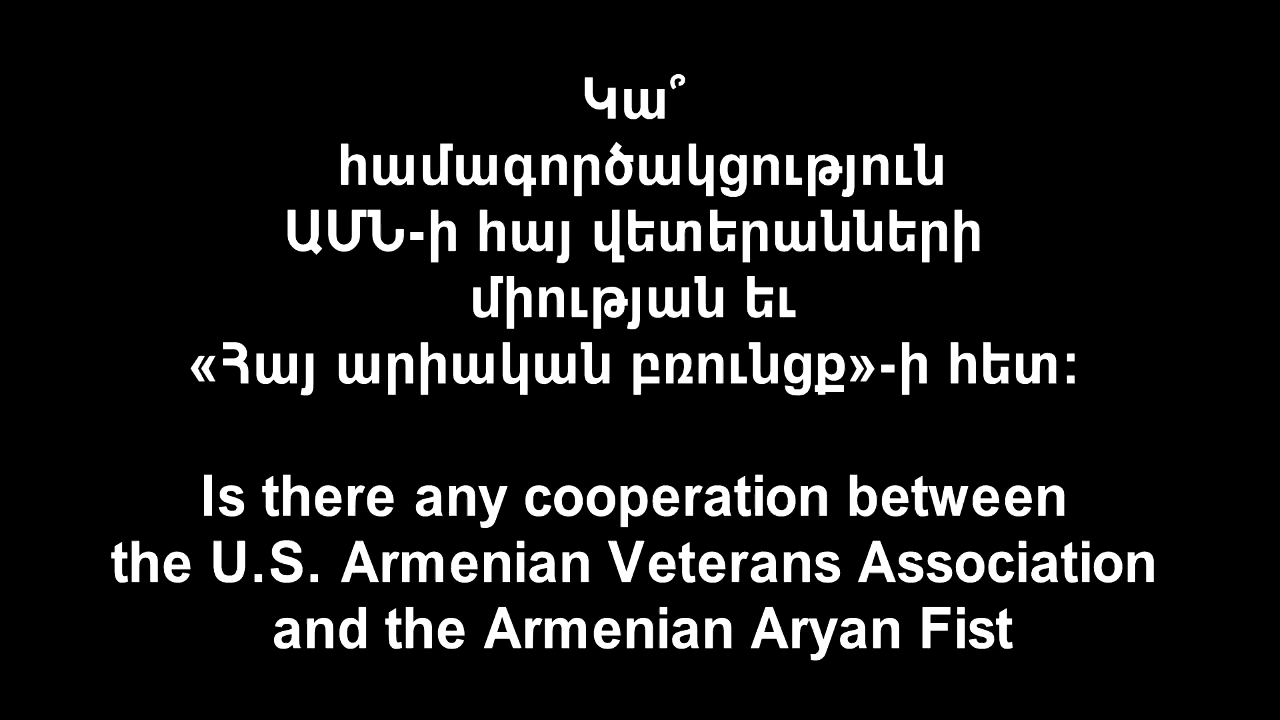 Կա՞
համագործակցություն
ԱՄՆ-ի հայ վետերանների
միության եւ
«Հայ արիական բռունցք»-ի հետ:
Is there any cooperation between
the U.S. Armenian Veterans Association
and the Armenian Aryan Fist